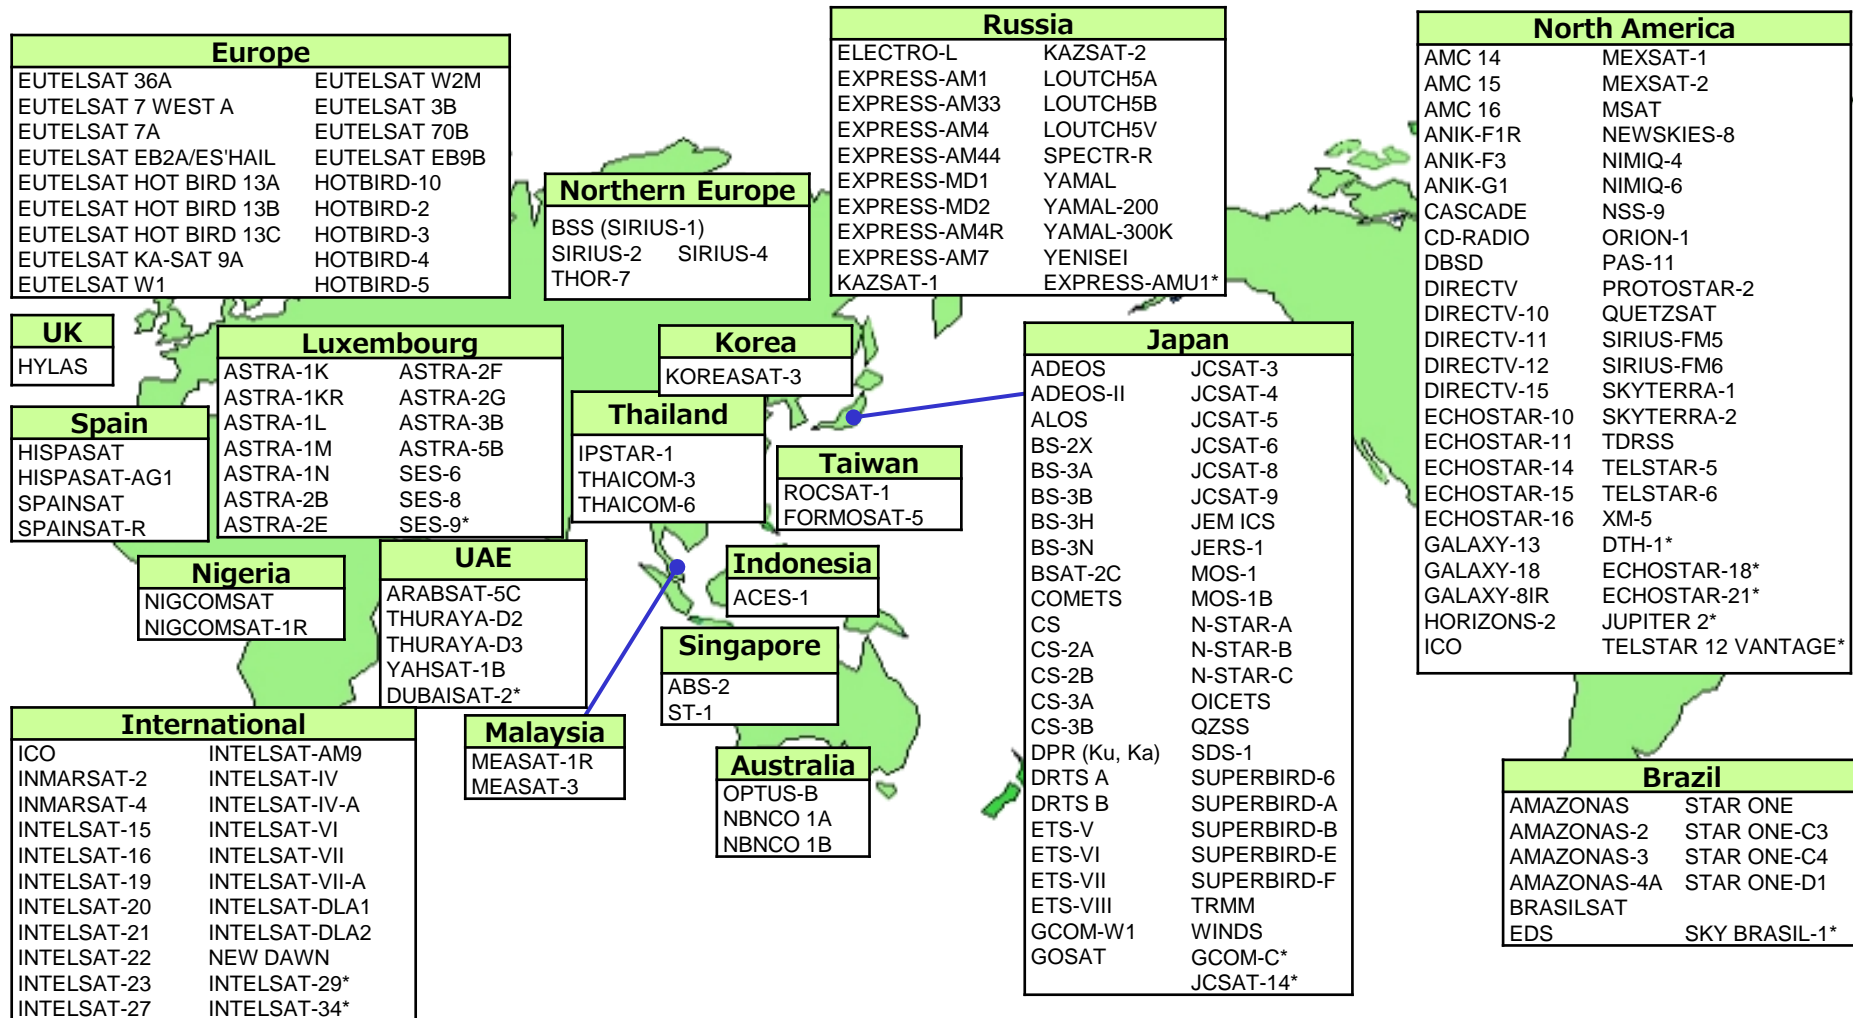 Europe
EUTELSAT 36A EUTELSAT W2M
EUTELSAT 7 WEST A EUTELSAT 3B
EUTELSAT 7A EUTELSAT 70B
EUTELSAT EB2A/ES'HAIL EUTELSAT EB9B
EUTELSAT HOT BIRD 13A HOTBIRD-10
EUTELSAT HOT BIRD 13B HOTBIRD-2
EUTELSAT HOT BIRD 13C HOTBIRD-3
EUTELSAT KA-SAT 9A HOTBIRD-4
EUTELSAT W1 HOTBIRD-5
Northern Europe
BSS (SIRIUS-1)
SIRIUS-2 SIRIUS-4
THOR-7
Russia
ELECTRO-L KAZSAT-2
EXPRESS-AM1 LOUTCH5A
EXPRESS-AM33 LOUTCH5B
EXPRESS-AM4 LOUTCH5V
EXPRESS-AM44 SPECTR-R
EXPRESS-MD1 YAMAL
EXPRESS-MD2 YAMAL-200
EXPRESS-AM4R YAMAL-300K
EXPRESS-AM7 YENISEI
KAZSAT-1 EXPRESS-AMU1*
North America
AMC 14 MEXSAT-1
AMC 15 MEXSAT-2
AMC 16 MSAT
ANIK-F1R NEWSKIES-8
ANIK-F3 NIMIQ-4
ANIK-G1 NIMIQ-6
CASCADE NSS-9
CD-RADIO ORION-1
DBSD PAS-11
DIRECTV PROTOSTAR-2
DIRECTV-10 QUETZSAT
DIRECTV-11 SIRIUS-FM5
DIRECTV-12 SIRIUS-FM6
DIRECTV-15 SKYTERRA-1
ECHOSTAR-10 SKYTERRA-2
ECHOSTAR-11 TDRSS
ECHOSTAR-14 TELSTAR-5
ECHOSTAR-15 TELSTAR-6
ECHOSTAR-16 XM-5
GALAXY-13 DTH-1*
GALAXY-18 ECHOSTAR-18*
GALAXY-8IR ECHOSTAR-21*
HORIZONS-2 JUPITER 2*
ICO TELSTAR 12 VANTAGE*
UK
HYLAS
Luxembourg
ASTRA-1K ASTRA-2F
ASTRA-1KR ASTRA-2G
ASTRA-1L ASTRA-3B
ASTRA-1M ASTRA-5B
ASTRA-1N SES-6
ASTRA-2B SES-8
ASTRA-2E SES-9*
Korea
KOREASAT-3
Thailand
IPSTAR-1
THAICOM-3
THAICOM-6
Taiwan
ROCSAT-1
FORMOSAT-5
Japan
ADEOS JCSAT-3
ADEOS-II JCSAT-4
ALOS JCSAT-5
BS-2X JCSAT-6
BS-3A JCSAT-8
BS-3B JCSAT-9
BS-3H JEM ICS
BS-3N JERS-1
BSAT-2C MOS-1
COMETS MOS-1B
CS N-STAR-A
CS-2A N-STAR-B
CS-2B N-STAR-C
CS-3A OICETS
CS-3B QZSS
DPR (Ku, Ka) SDS-1
DRTS A SUPERBIRD-6
DRTS B SUPERBIRD-A
ETS-V SUPERBIRD-B
ETS-VI SUPERBIRD-E
ETS-VII SUPERBIRD-F
ETS-VIII TRMM
GCOM-W1 WINDS
GOSAT GCOM-C*
JCSAT-14*
Spain
HISPASAT
HISPASAT-AG1
SPAINSAT
SPAINSAT-R
Nigeria
NIGCOMSAT
NIGCOMSAT-1R
UAE
ARABSAT-5C
THURAYA-D2
THURAYA-D3
YAHSAT-1B
DUBAISAT-2*
Indonesia
ACES-1
Singapore
ABS-2
ST-1
Malaysia
MEASAT-1R
MEASAT-3
Australia
OPTUS-B
NBNCO 1A
NBNCO 1B
International
ICO INTELSAT-AM9
INMARSAT-2 INTELSAT-IV
INMARSAT-4 INTELSAT-IV-A
INTELSAT-15 INTELSAT-VI
INTELSAT-16 INTELSAT-VII
INTELSAT-19 INTELSAT-VII-A
INTELSAT-20 INTELSAT-DLA1
INTELSAT-21 INTELSAT-DLA2
INTELSAT-22 NEW DAWN
INTELSAT-23 INTELSAT-29*
INTELSAT-27 INTELSAT-34*
Brazil
AMAZONAS STAR ONE
AMAZONAS-2 STAR ONE-C3
AMAZONAS-3 STAR ONE-C4
AMAZONAS-4A STAR ONE-D1
BRASILSAT
EDS SKY BRASIL-1*